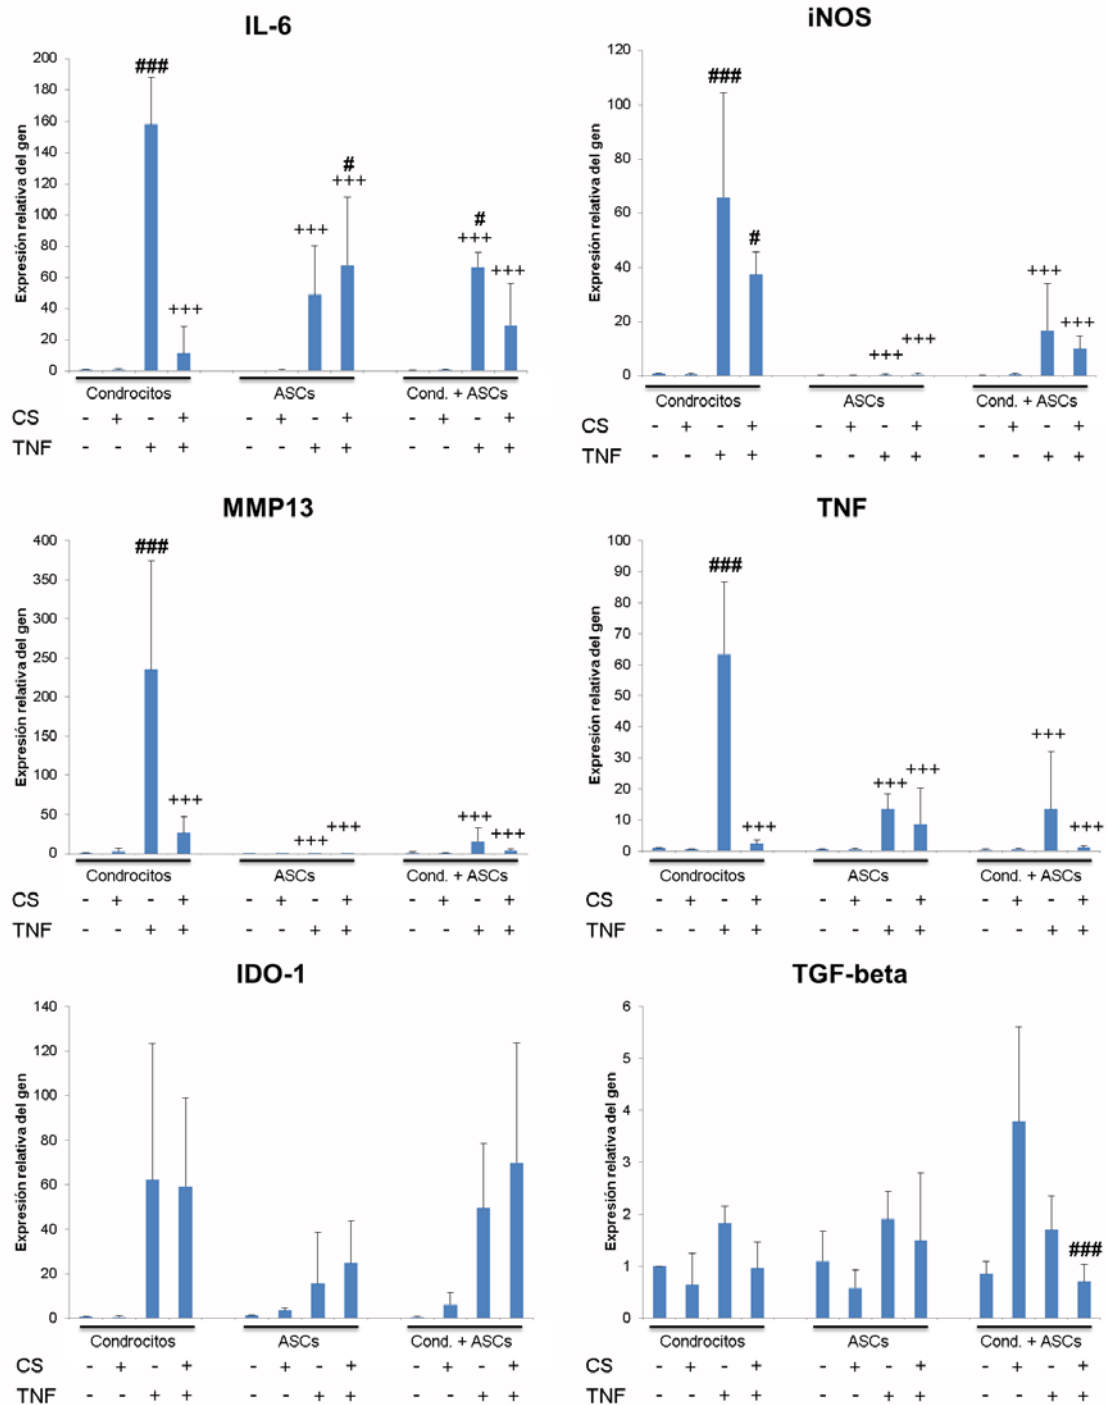 IL-6
Expresión relativa del gen
200
180
160
140
120
100
80
60
40
20
0
###
+++
+++
#
+++
#
+++
+++
Condrocitos ASCs Cond. + ASCs
CS - + - + - + - + - + - +
TNF - - + + - - + + - - + +
iNOS
Expresión relativa del gen
120
100
80
60
40
20
0
###
#
+++
+++
+++
+++
Condrocitos ASCs Cond. + ASCs
CS - + - + - + - + - + - +
TNF - - + + - - + + - - + +
MMP13
Expresión relativa del gen
400
350
300
250
200
150
100
50
0
###
+++
+++
+++
+++
+++
Condrocitos ASCs Cond. + ASCs
CS - + - + - + - + - + - +
TNF - - + + - - + + - - + +
TNF
Expresión relativa del gen
100
90
80
70
60
50
40
30
20
10
0
###
+++
+++
+++
+++
+++
Condrocitos ASCs Cond. + ASCs
CS - + - + - + - + - + - +
TNF - - + + - - + + - - + +
IDO-1
Expresión relativa del gen
140
120
100
80
60
40
20
0
Condrocitos ASCs Cond. + ASCs
CS - + - + - + - + - + - +
TNF - - + + - - + + - - + +
TGF-beta
Expresión relativa del gen
6
5
4
3
2
1
0
###
Condrocitos ASCs Cond. + ASCs
CS - + - + - + - + - + - +
TNF - - + + - - + + - - + +